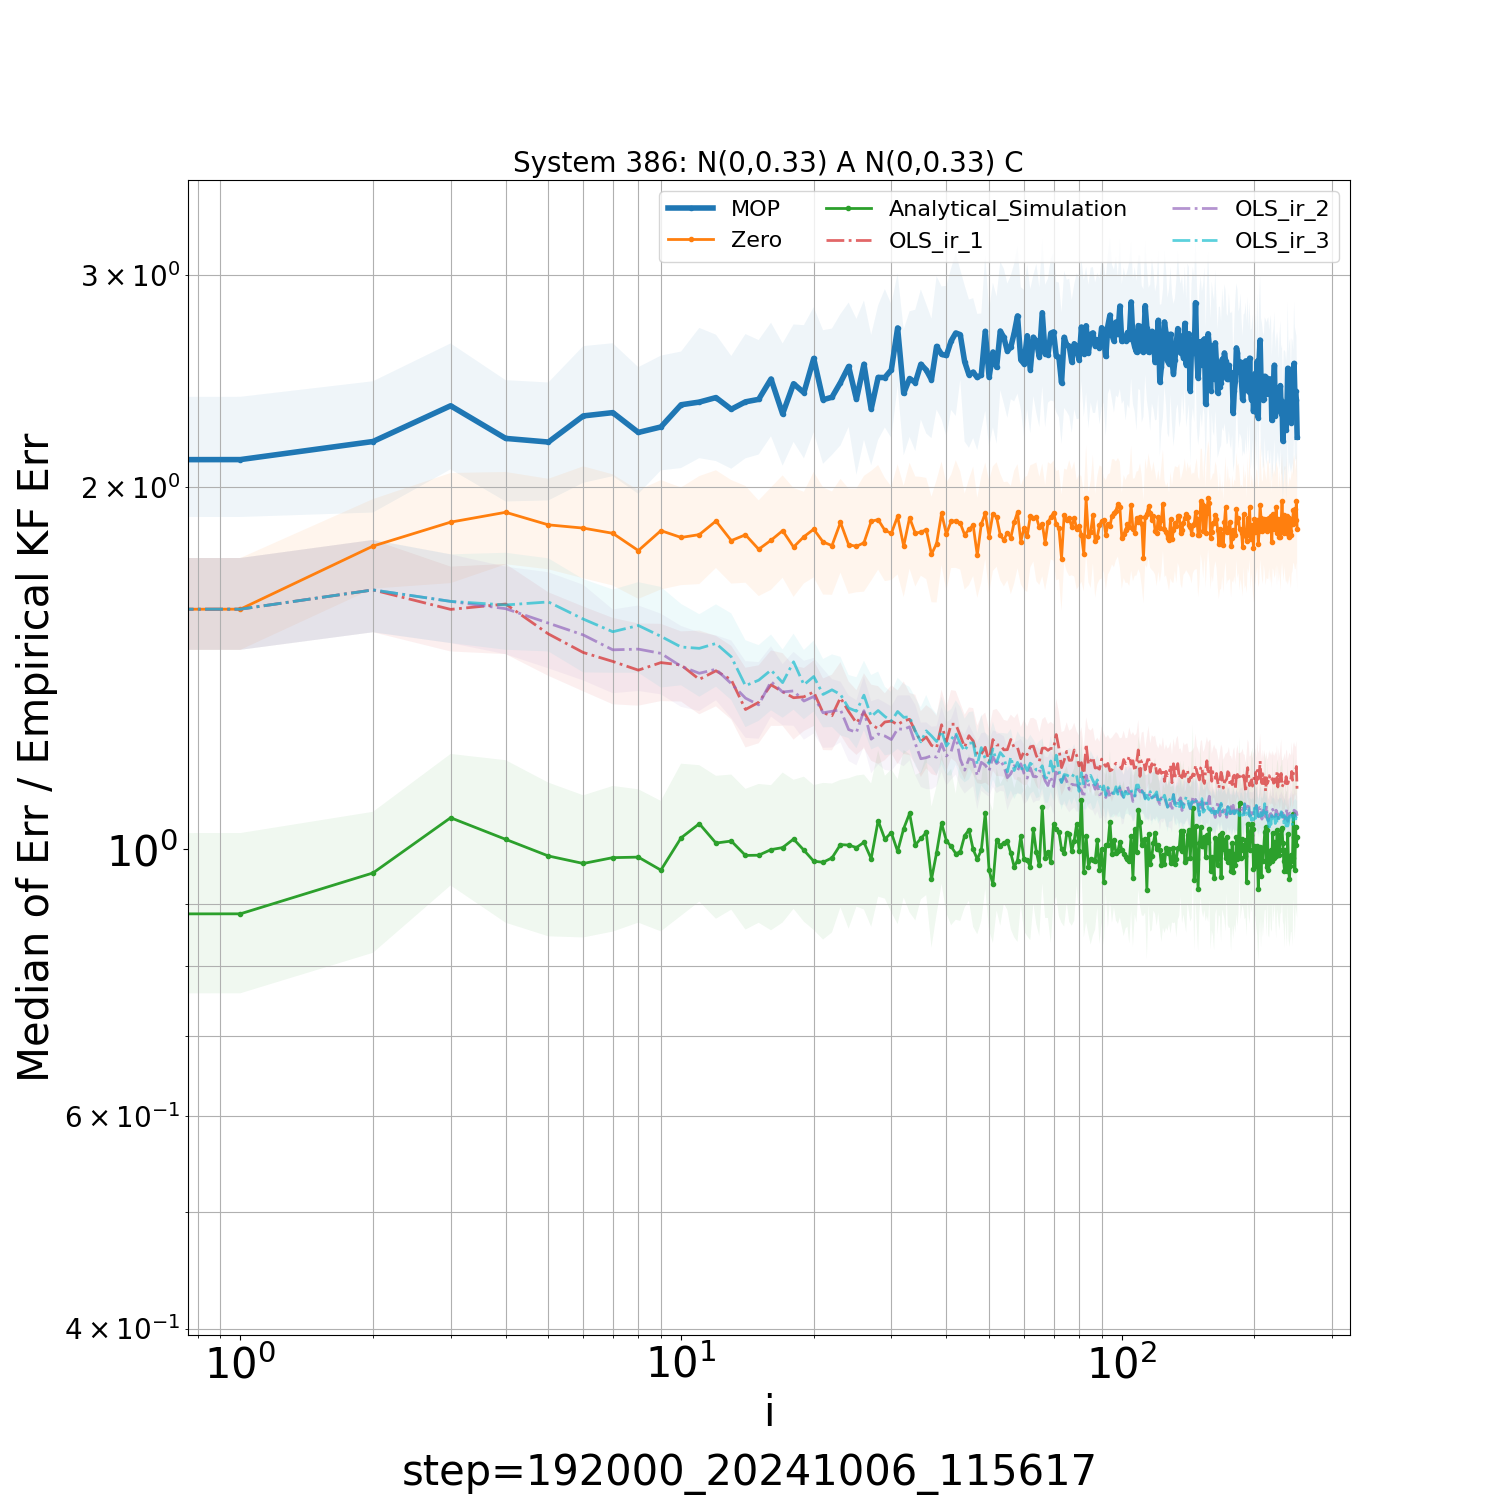 System 386: N(0,0.33) A N(0,0.33) C
MOP
Zero
Analytical_Simulation
OLS_ir_1
OLS_ir_2
OLS_ir_3
Median of Err / Empirical KF Err
3 × 10⁰
2 × 10⁰
10⁰
6 × 10⁻¹
4 × 10⁻¹
10⁰ 10¹ 10²
i
step=192000_20241006_115617